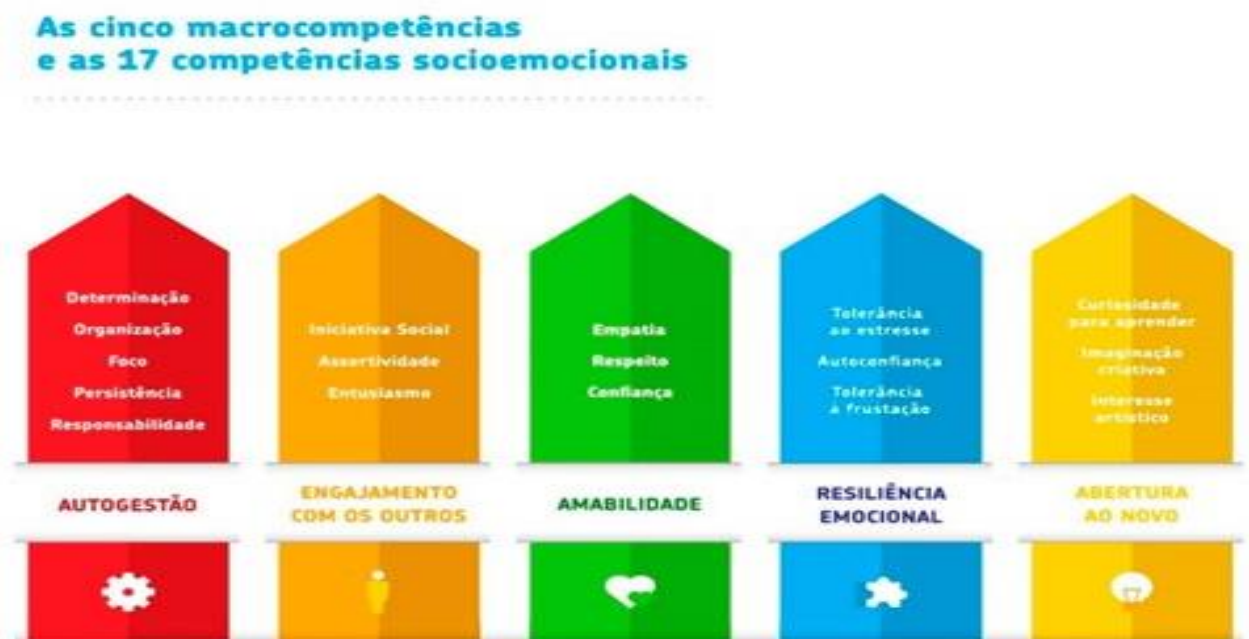 As cinco macrocompetências
e as 17 competências socioemocionais
Determinação
Organização
Foco
Persistência
Responsabilidade
AUTOGESTÃO
Iniciativa Social
Assertividade
Entusiasmo
ENGAJAMENTO
COM OS OUTROS
Empatia
Respeito
Confiança
AMABILIDADE
Tolerância
ao estresse
Autoconfiança
Tolerância
à frustação
RESILIÊNCIA
EMOCIONAL
Curiosidade
para aprender
Imaginação
criativa
Interesse
artístico
ABERTURA
AO NOVO